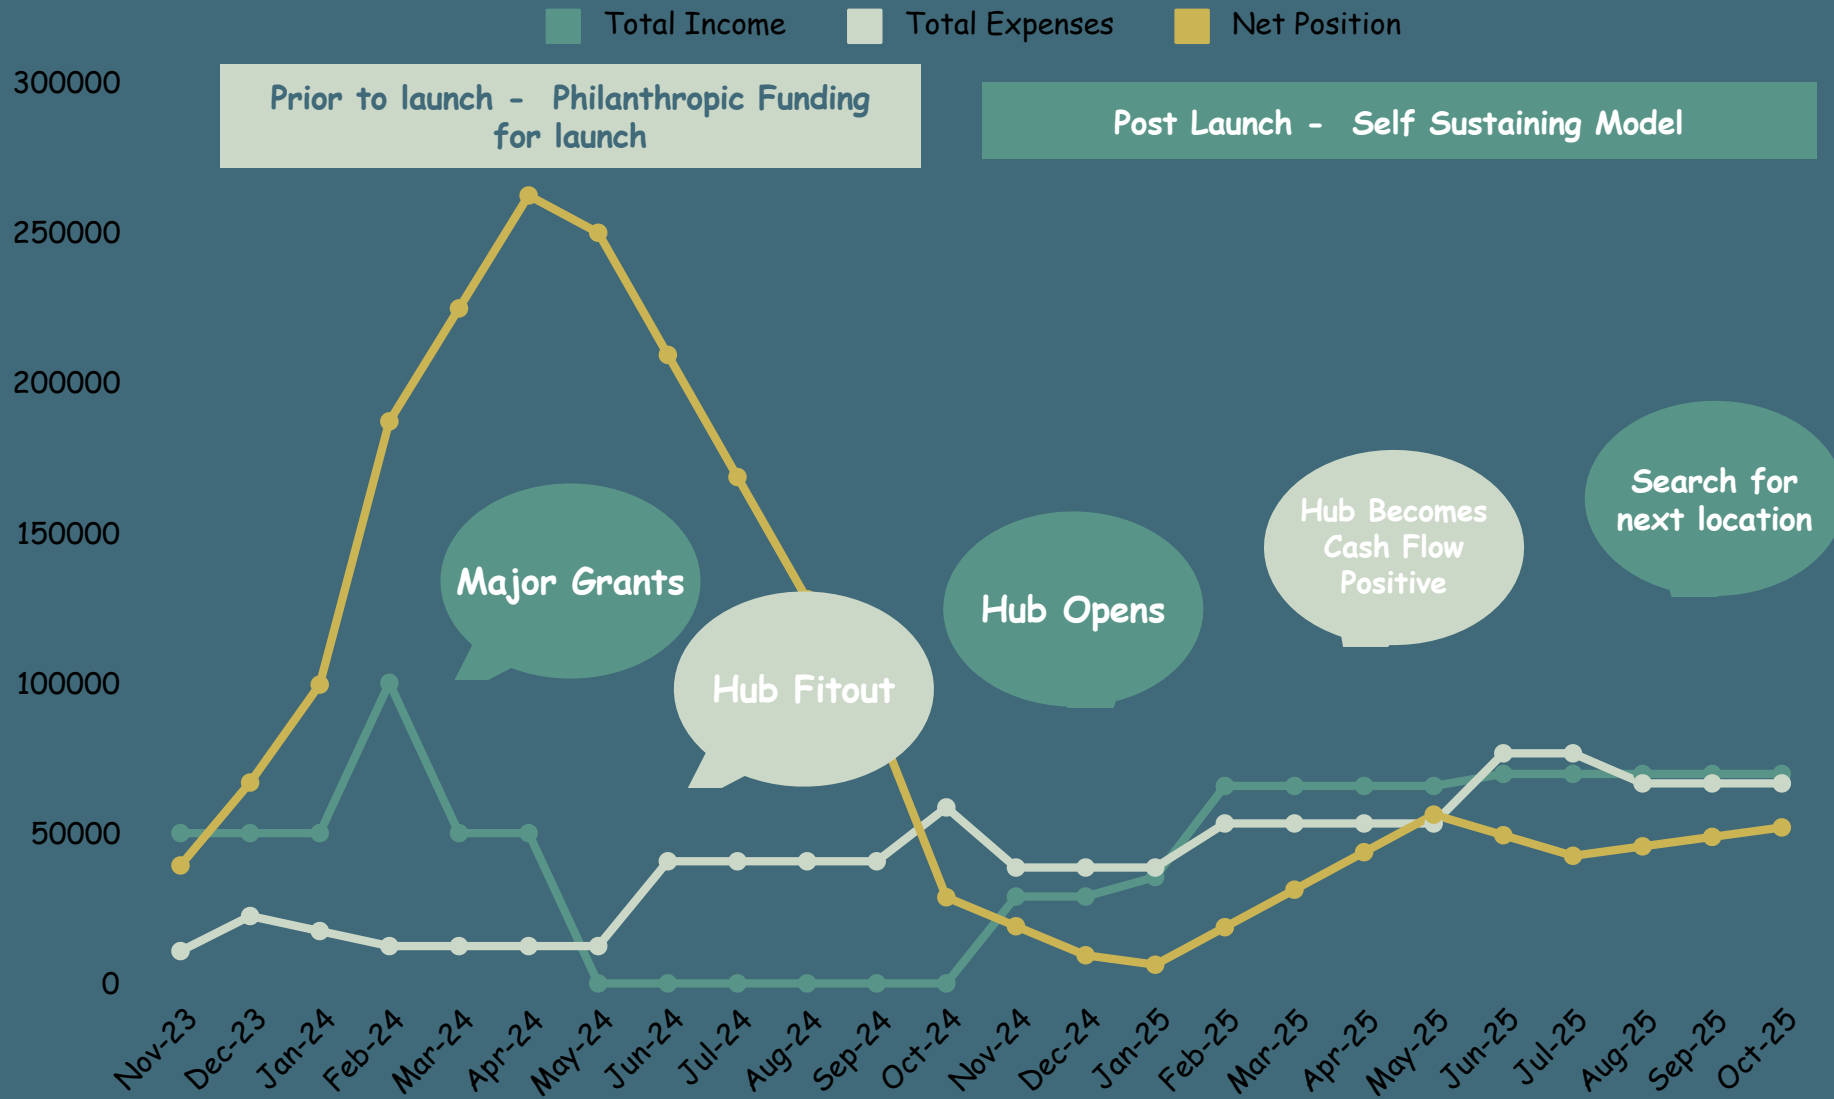 Total Income
Total Expenses
Net Position
Prior to launch - Philanthropic Funding
for launch
Post Launch - Self Sustaining Model
300000
250000
200000
150000
100000
50000
0
Major Grants
Hub Fitout
Hub Opens
Hub Becomes
Cash Flow
Positive
Search for
next location
Nov-23
Dec-23
Jan-24
Feb-24
Mar-24
Apr-24
May-24
Jun-24
Jul-24
Aug-24
Sep-24
Oct-24
Nov-24
Dec-24
Jan-25
Feb-25
Mar-25
Apr-25
May-25
Jun-25
Jul-25
Aug-25
Sep-25
Oct-25